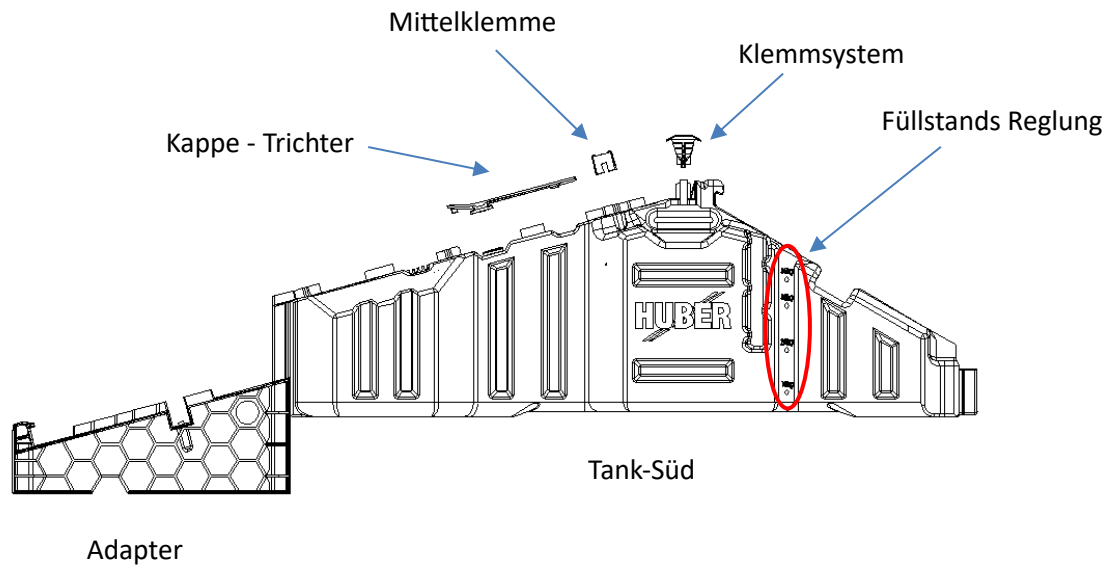 Mittelklemme
Klemmsystem
Füllstands Reglung
Kappe - Trichter
HUBER
Tank-Süd
Adapter